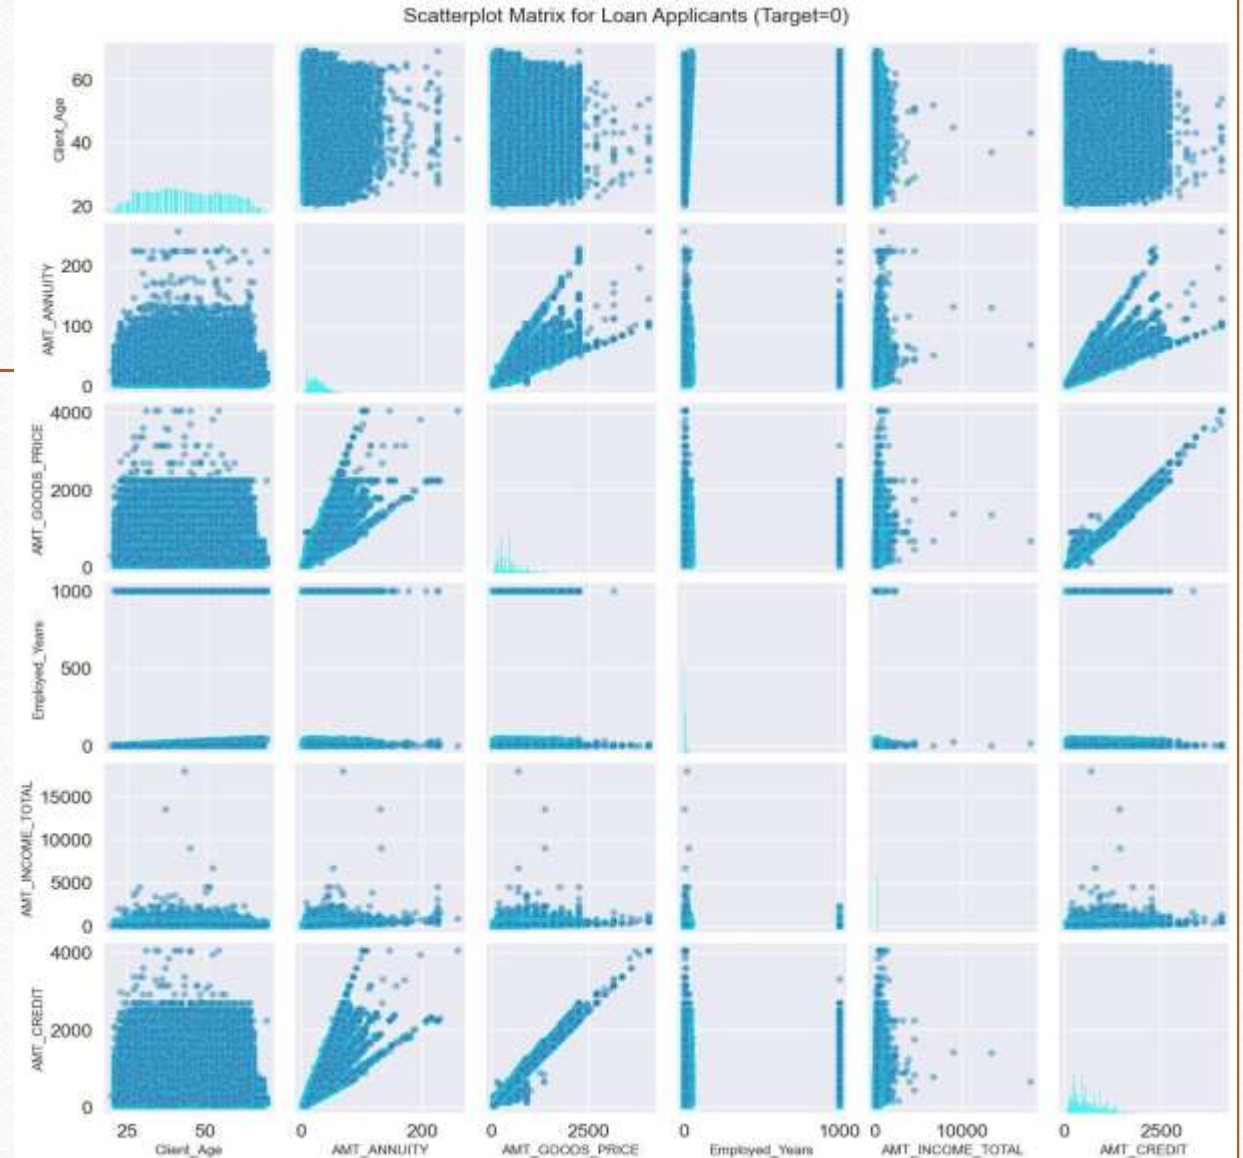 Scatterplot Matrix for Loan Applicants (Target=0)
60
40
20
Client_Age
200
100
0
AMT_ANNUITY
4000
2000
0
AMT_GOODS_PRICE
1000
500
0
Employed_Years
15000
10000
5000
0
AMT_INCOME_TOTAL
4000
2000
0
AMT_CREDIT
25 50 0 200 0 2500 0 1000 0 10000 0 2500
Client_Age AMT_ANNUITY AMT_GOODS_PRICE Employed_Years AMT_INCOME_TOTAL AMT_CREDIT